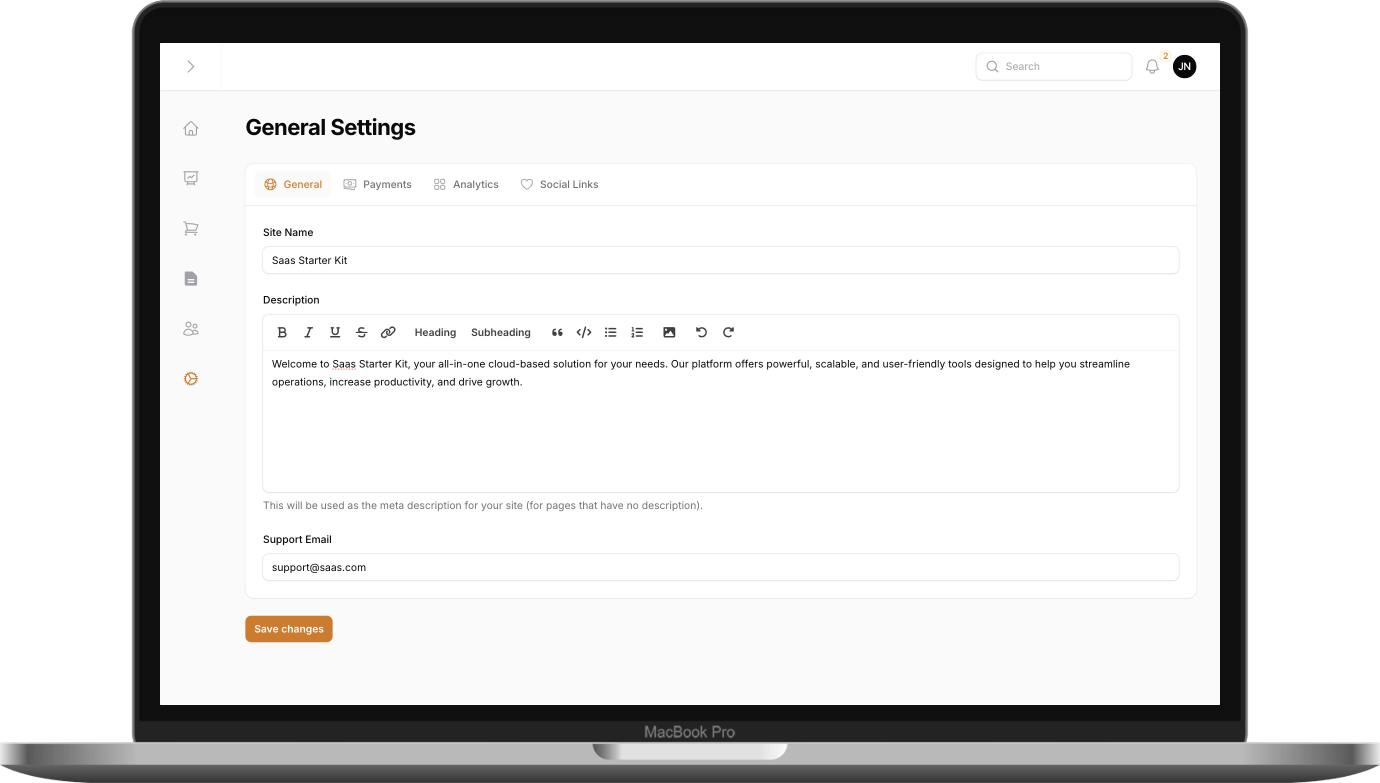 Search
2
JN
General Settings
General
Payments
Analytics
Social Links
Site Name
Saas Starter Kit
Description
Heading
Subheading
Welcome to Saas Starter Kit, your all-in-one cloud-based solution for your needs. Our platform offers powerful, scalable, and user-friendly tools designed to help you streamline
operations, increase productivity, and drive growth.
This will be used as the meta description for your site (for pages that have no description).
Support Email
support@saas.com
Save changes
MacBook Pro